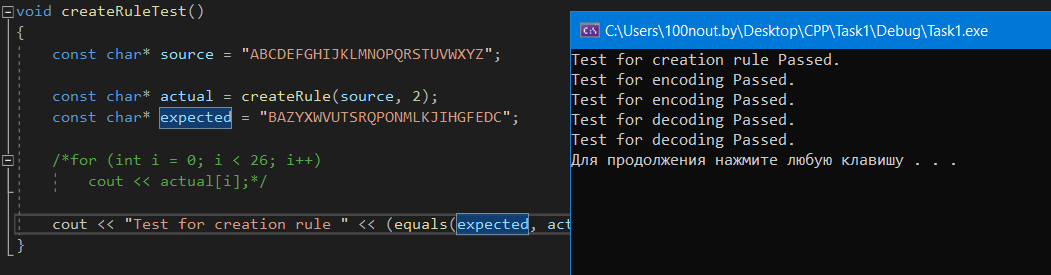 void createRuleTest()
{
const char* source = "ABCDEFGHIJKLMNOPQRSTUVWXYZ";
const char* actual = createRule(source, 2);
const char* expected = "BAZYXWVUTSRQPONMLKJIHGFEDC";
/*for (int i = 0; i < 26; i++)
cout << actual[i];*/
cout << "Test for creation rule " << (equals(expected, act
}
C:\Users\100nout.by\Desktop\CPP\Task1\Debug\Task1.exe
Test for creation rule Passed.
Test for encoding Passed.
Test for encoding Passed.
Test for decoding Passed.
Test for decoding Passed.
Для продолжения нажмите любую клавишу . . .